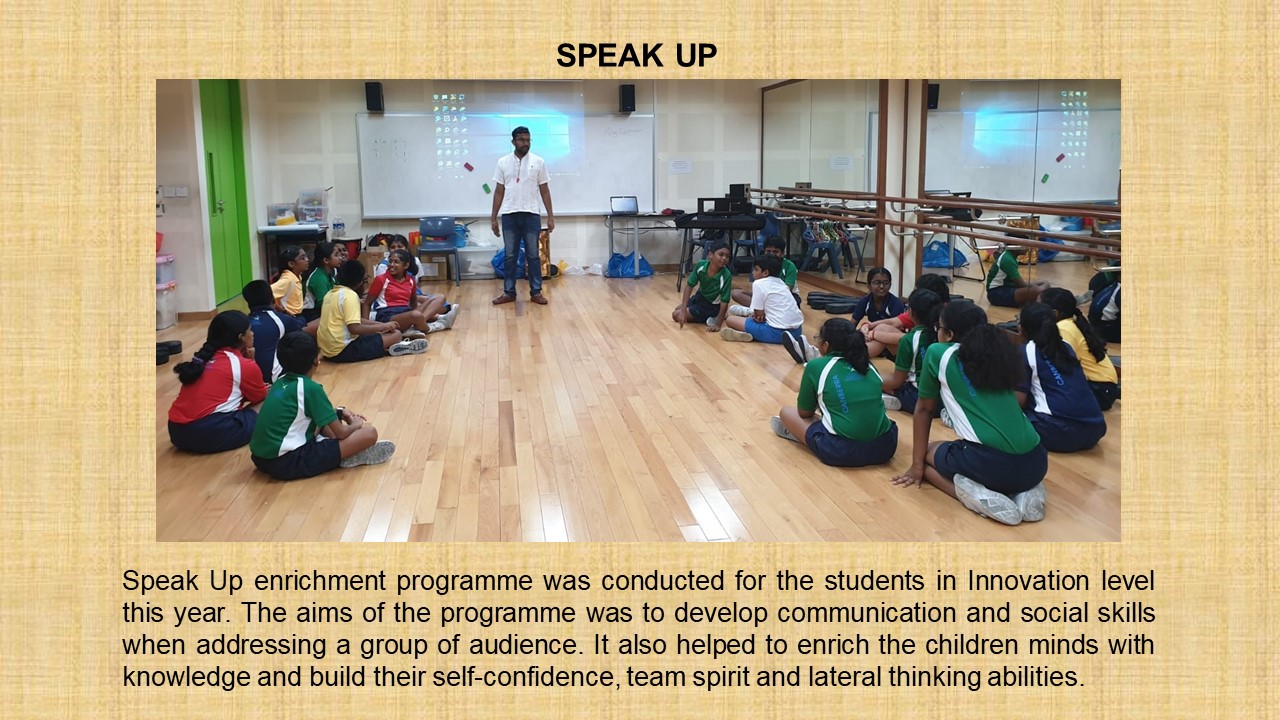 SPEAK UP
CANBERRA
Speak Up enrichment programme was conducted for the students in Innovation level
this year. The aims of the programme was to develop communication and social skills
when addressing a group of audience. It also helped to enrich the children minds with
knowledge and build their self-confidence, team spirit and lateral thinking abilities.